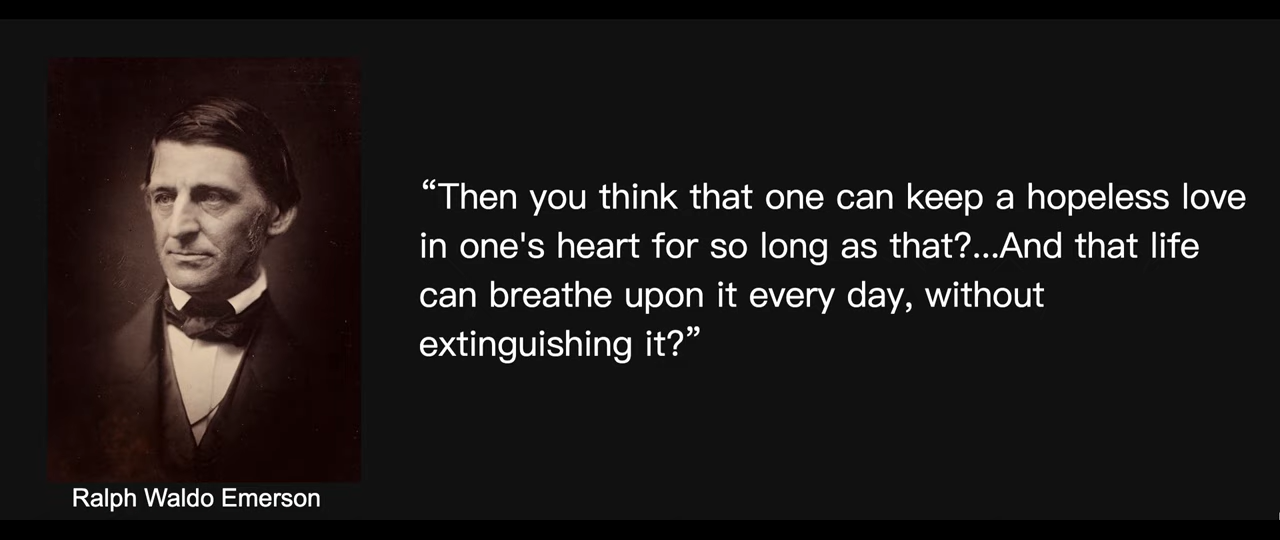 “Then you think that one can keep a hopeless love
in one's heart for so long as that?...And that life
can breathe upon it every day, without
extinguishing it?”
Ralph Waldo Emerson